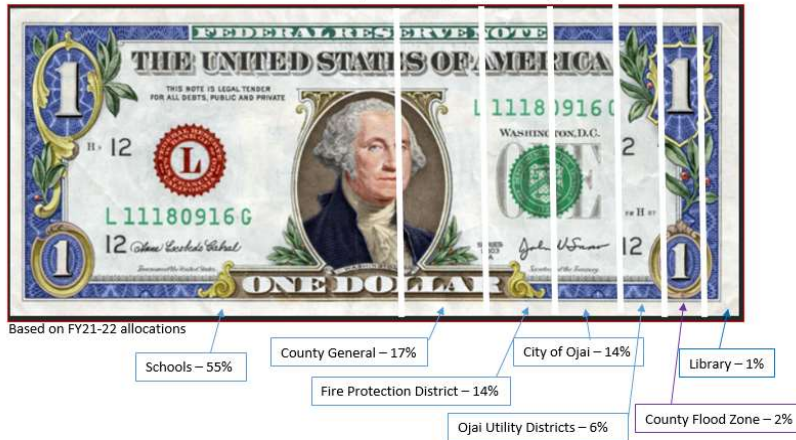 FEDERAL RESERVE NOTE
THE UNITED STATES OF AMERICA
THIS NOTE IS LEGAL TENDER
FOR ALL DEBTS, PUBLIC AND PRIVATE
L 11180916 G
WASHINGTON, D.C.
1
1
H 12
12
L
ONE
L 11180916 G
12
12
1
1
ONE DOLLAR
Based on FY21-22 allocations
Schools – 55%
County General – 17%
City of Ojai – 14%
Library – 1%
Fire Protection District – 14%
Ojai Utility Districts – 6%
County Flood Zone – 2%